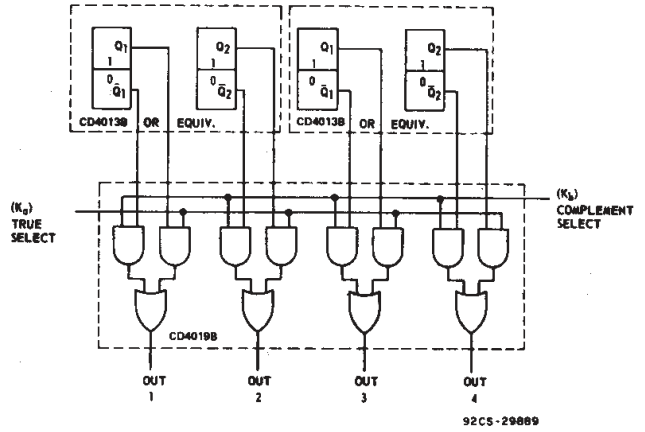 Q1 Q2 Q1 Q2
1 1 1 1
0 0 0 0
Q̅1 Q̅2 Q̅1 Q̅2
CD4013B OR EQUIV. CD4013B OR EQUIV.
(Ka)
TRUE
SELECT
(Kb)
COMPLEMENT
SELECT
CD4019B
OUT OUT OUT OUT
1 2 3 4
92CS-29889